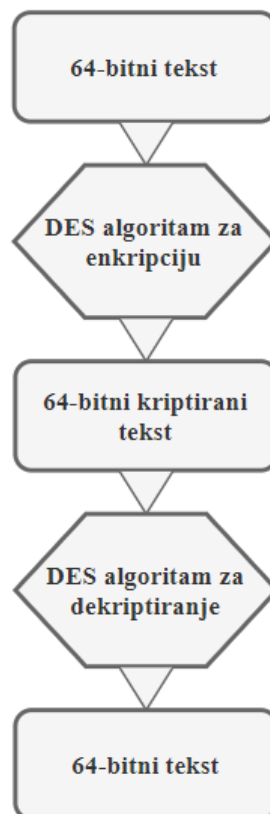 64-bitni tekst
DES algoritam za
enkripciju
64-bitni kriptirani
tekst
DES algoritam za
dekriptiranje
64-bitni tekst